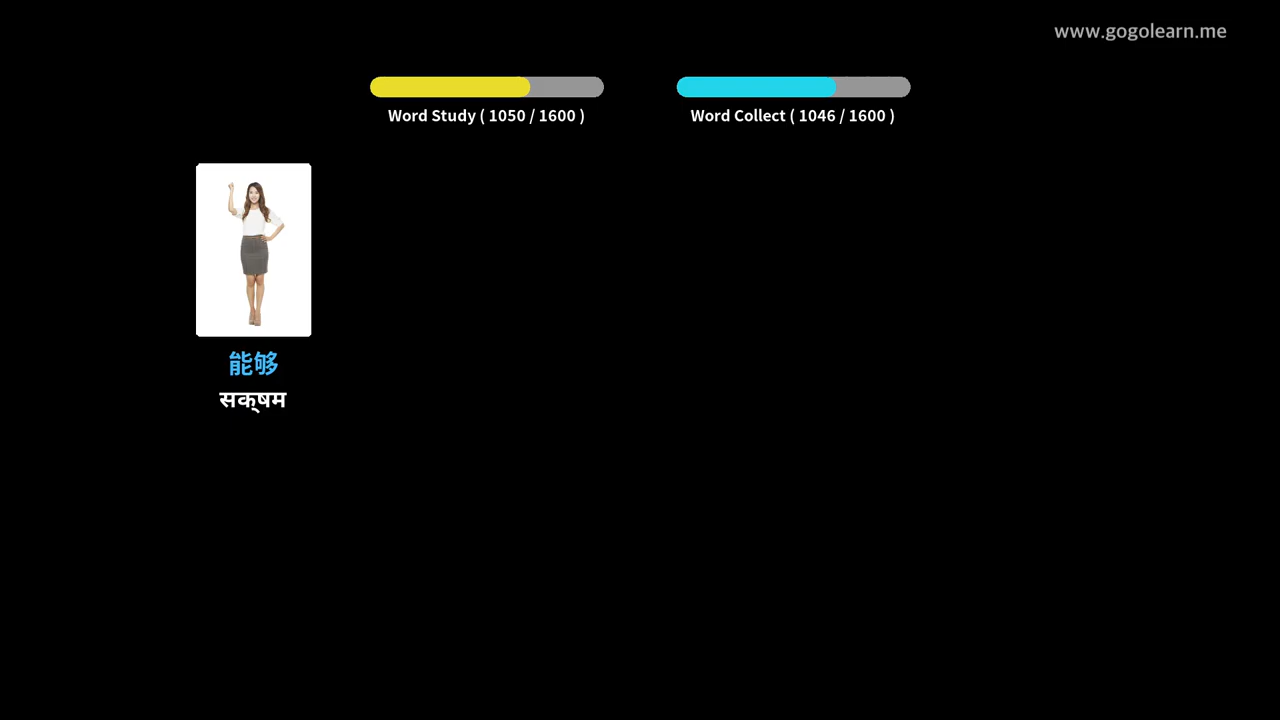 www.gogolearn.me
Word Study ( 1050 / 1600 )
Word Collect ( 1046 / 1600 )
能够
सक्षम